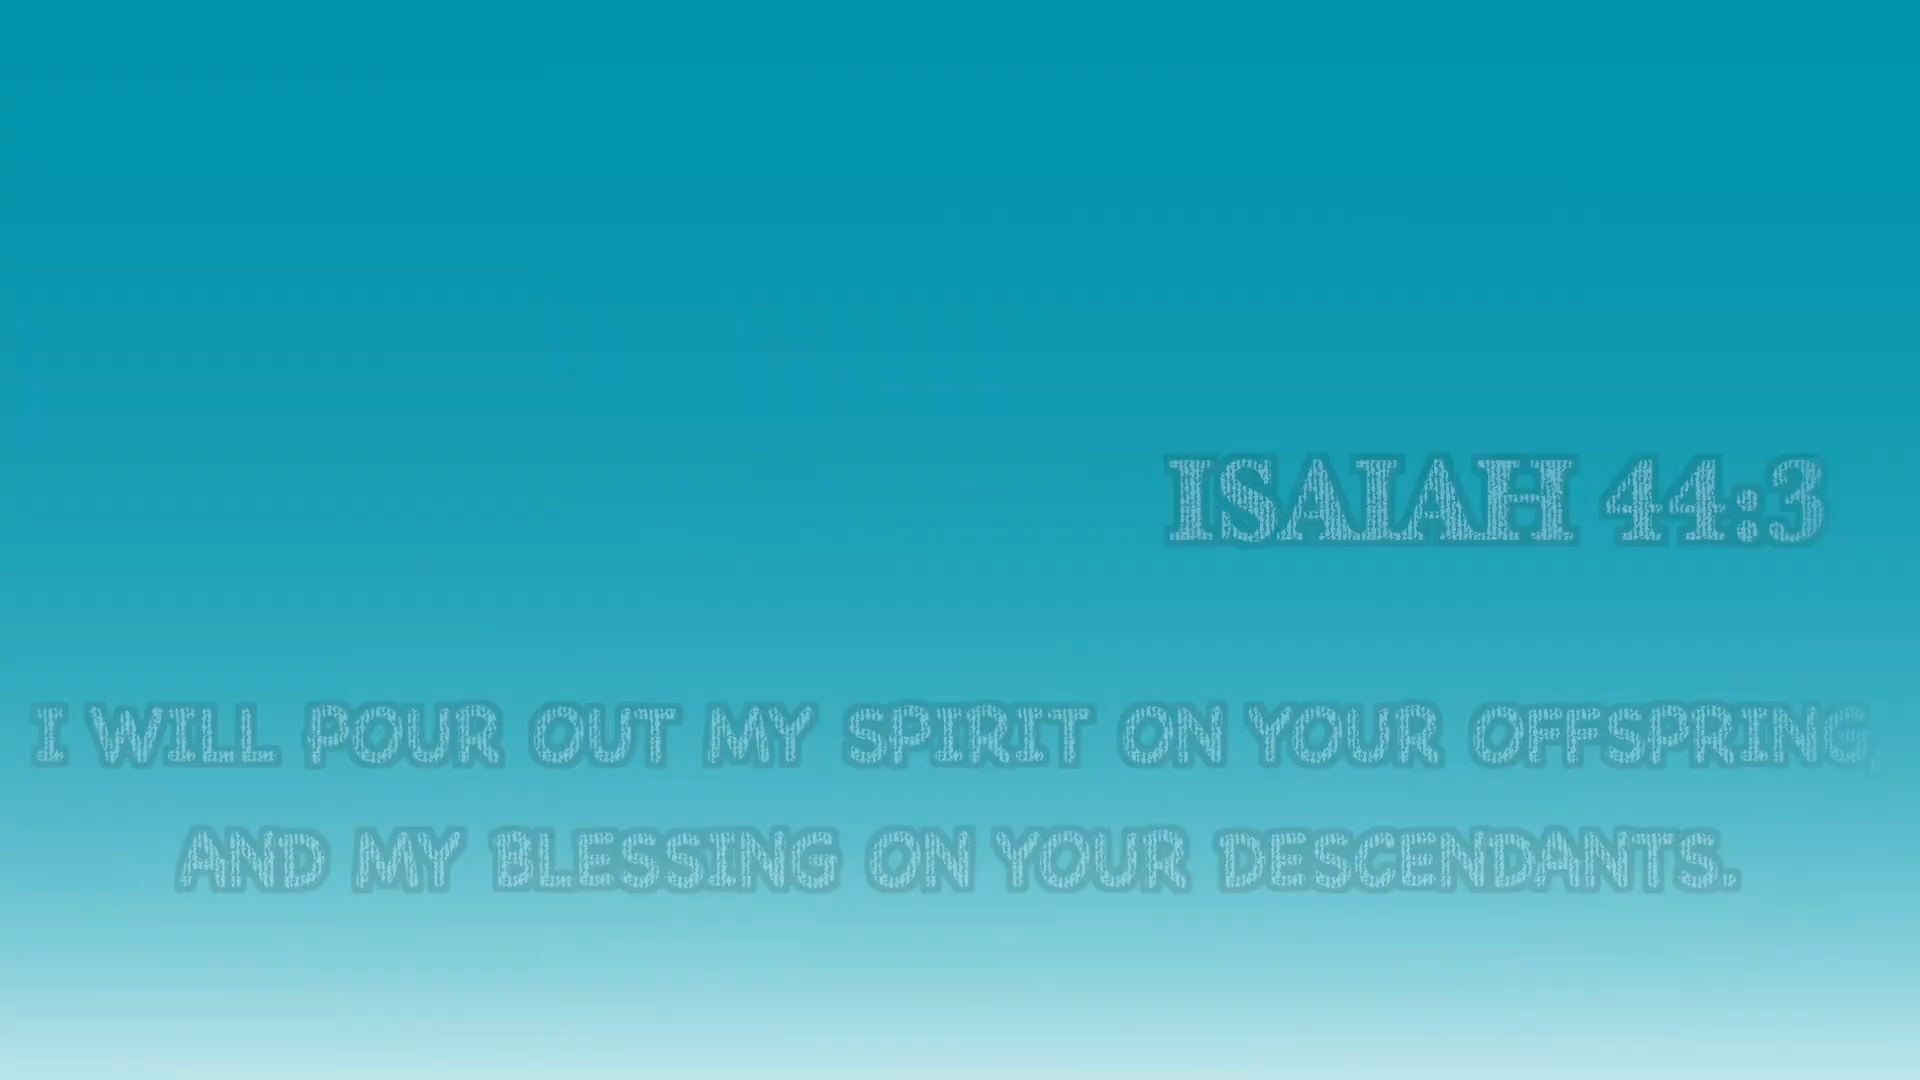 ISAIAH 44:3
I WILL POUR OUT MY SPIRIT ON YOUR OFFSPRING,
AND MY BLESSING ON YOUR DESCENDANTS.